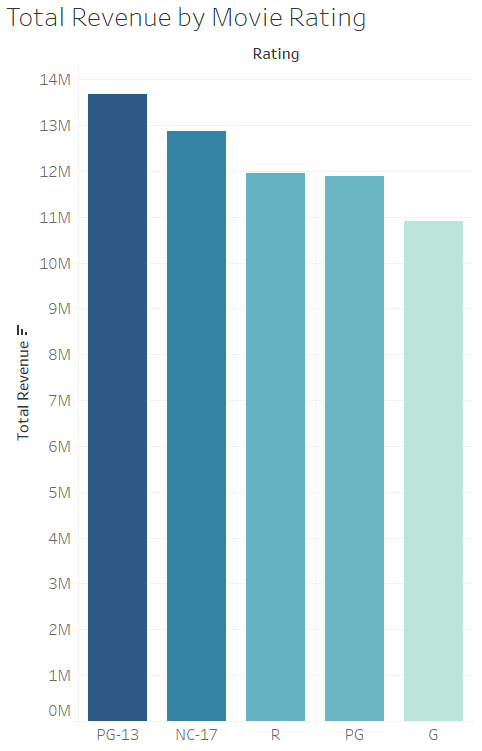 Total Revenue by Movie Rating
Rating
14M
13M
12M
11M
10M
9M
8M
7M
6M
5M
4M
3M
2M
1M
0M
Total Revenue
PG-13 NC-17 R PG G